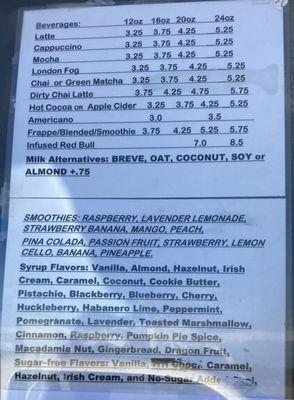 Beverages: 12oz 16oz 20oz 24oz
Latte 3.25 3.75 4.25 5.25
Cappuccino 3.25 3.75 4.25 5.25
Mocha 3.25 3.75 4.25 5.25
London Fog 3.25 3.75 4.25 5.25
Chai or Green Matcha 3.25 3.75 4.25 5.25
Dirty Chai Latte 3.75 4.25 4.75 5.75
Hot Cocoa OR Apple Cider 3.25 3.75 4.25 5.25
Americano 3.0 3.5
Frappe/Blended/Smoothie 3.75 4.25 5.25 5.75
Infused Red Bull 7.0 8.5
Milk Alternatives: BREVE, OAT, COCONUT, SOY or
ALMOND +.75
SMOOTHIES: RASPBERRY, LAVENDER LEMONADE,
STRAWBERRY BANANA, MANGO, PEACH,
PINA COLADA, PASSION FRUIT, STRAWBERRY, LEMON
CELLO, BANANA, PINEAPPLE,
Syrup Flavors: Vanilla, Almond, Hazelnut, Irish
Cream, Caramel, Coconut, Cookie Butter,
Pistachio, Blackberry, Blueberry, Cherry,
Huckleberry, Habanero Lime, Peppermint,
Pomegranate, Lavender, Toasted Marshmallow,
Cinnamon, Raspberry, Pumpkin Pie Spice,
Macadamia Nut, Gingerbread, Dragon Fruit,
Sugar-free Flavors: Vanilla, Caramel,
Hazelnut, Irish Cream, and No-Sugar Added